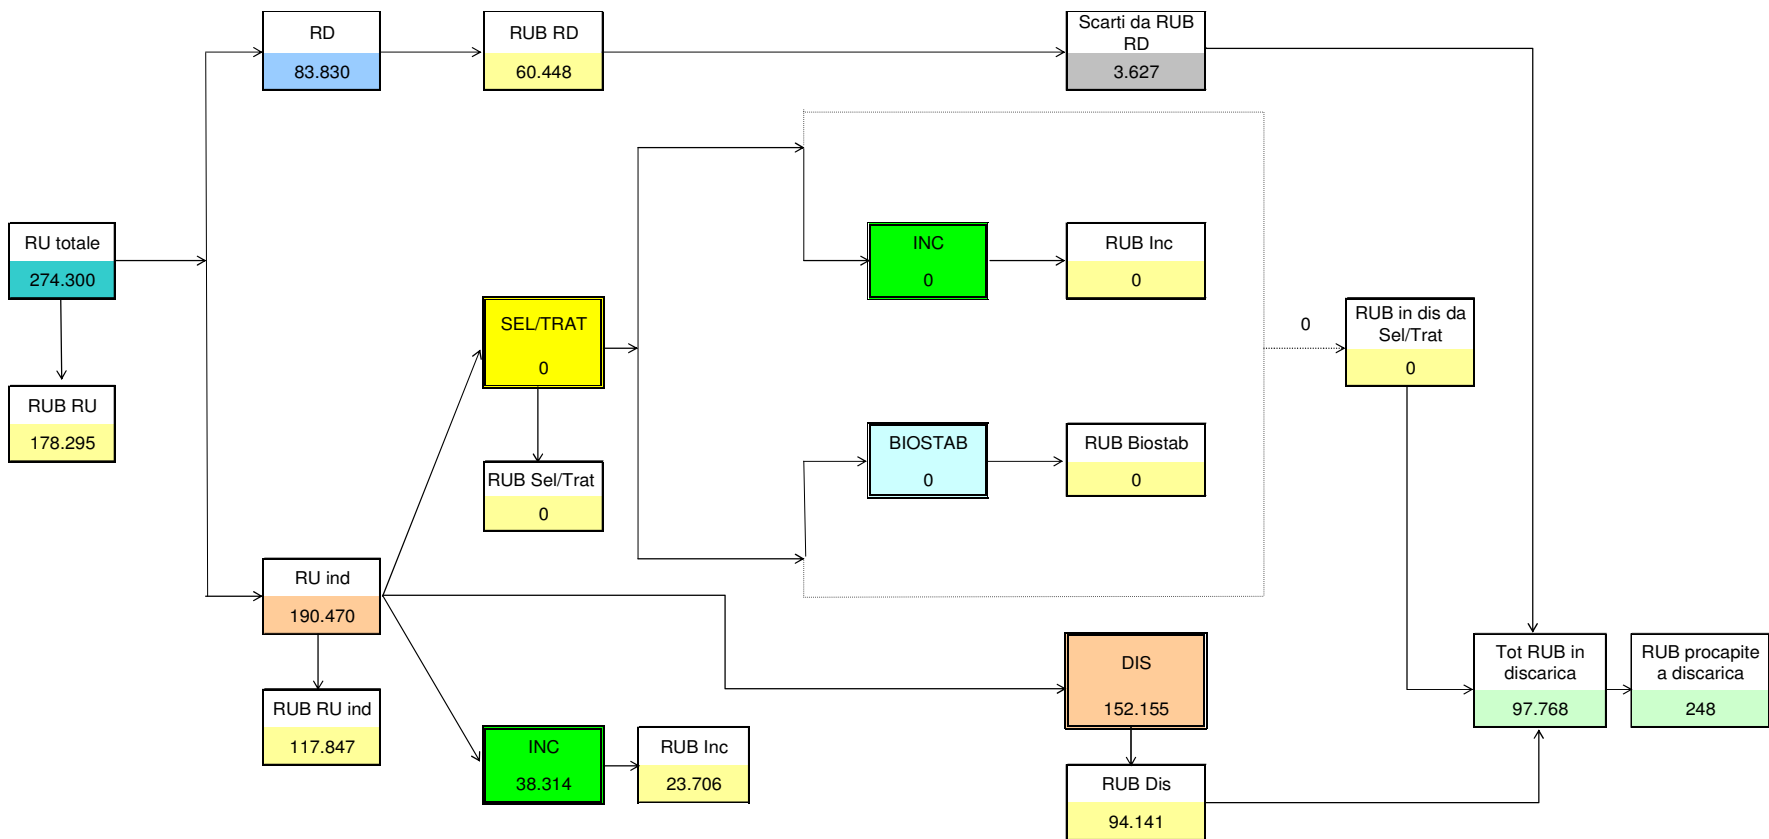 RD
83.830
RUB RD
60.448
Scarti da RUB
RD
3.627
RU totale
274.300
RUB RU
178.295
INC
0
RUB Inc
0
SEL/TRAT
0
0
RUB in dis da
Sel/Trat
0
RUB Sel/Trat
0
BIOSTAB
0
RUB Biostab
0
RU ind
190.470
RUB RU ind
117.847
INC
38.314
RUB Inc
23.706
DIS
152.155
RUB Dis
94.141
Tot RUB in
discarica
97.768
RUB procapite
a discarica
248